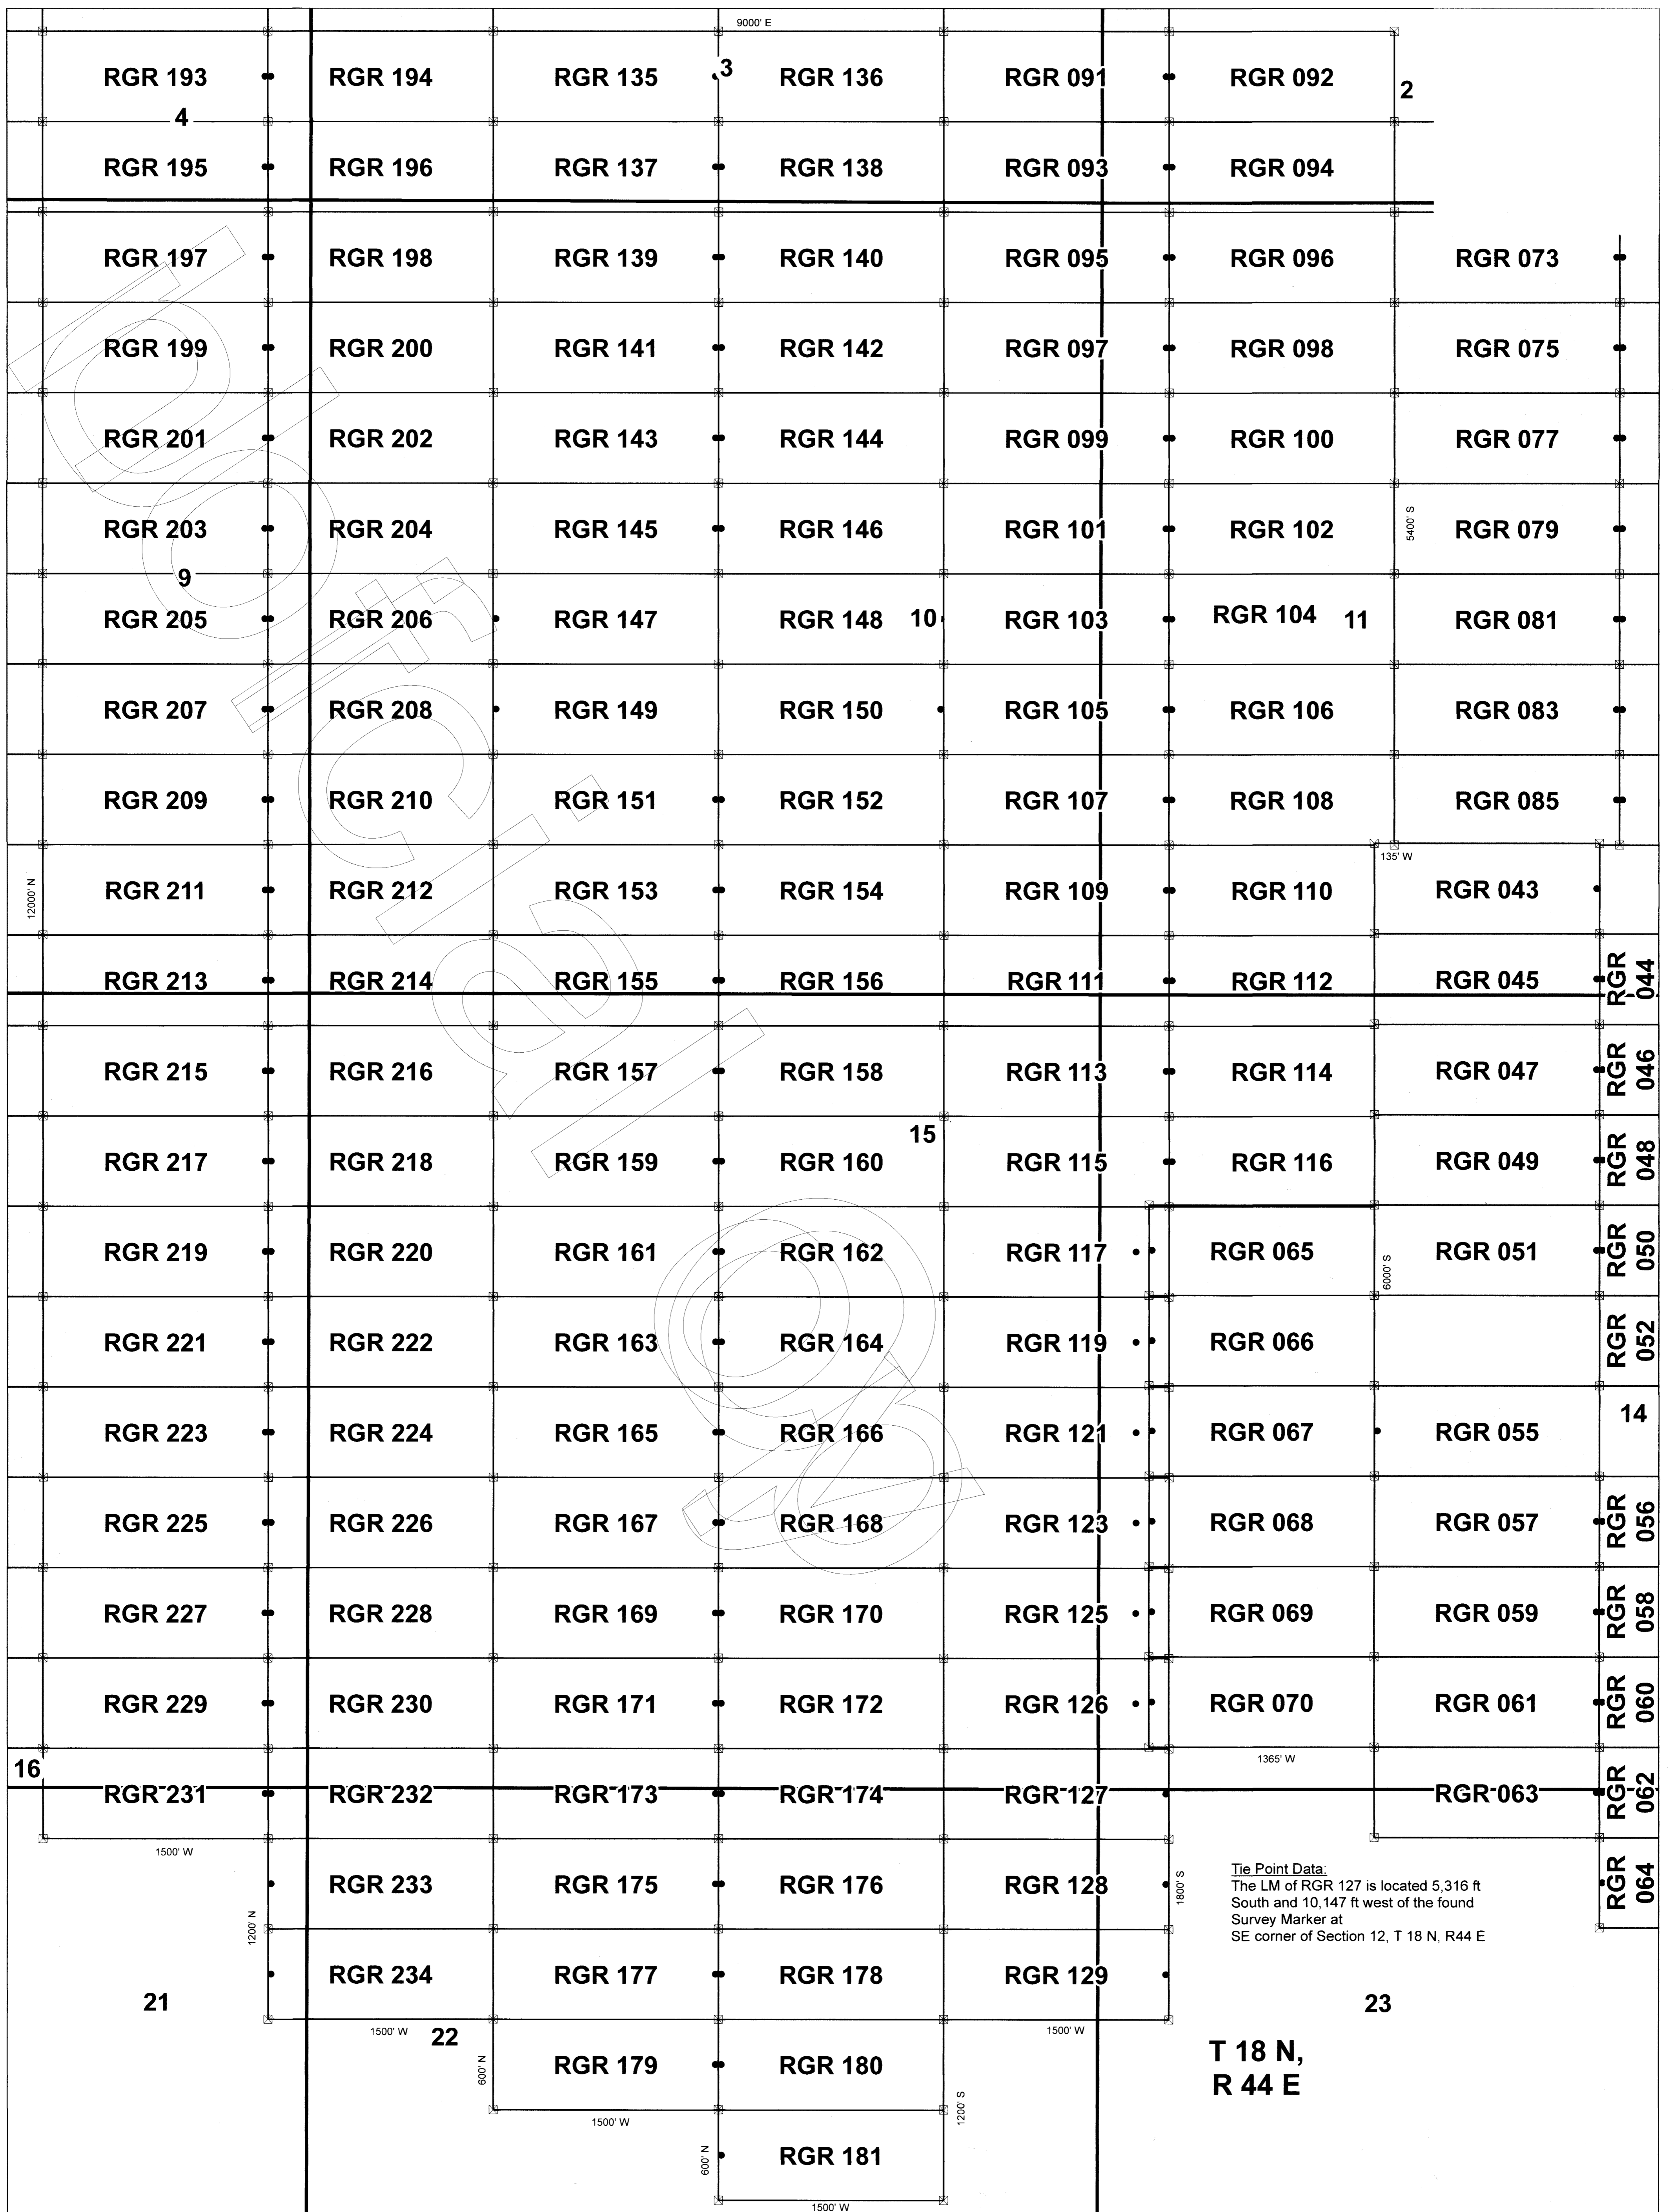 9000' E
RGR 193 RGR 194 RGR 135 3 RGR 136 RGR 091 RGR 092 2
4
RGR 195 RGR 196 RGR 137 RGR 138 RGR 093 RGR 094
RGR 197 RGR 198 RGR 139 RGR 140 RGR 095 RGR 096 RGR 073
RGR 199 RGR 200 RGR 141 RGR 142 RGR 097 RGR 098 RGR 075
RGR 201 RGR 202 RGR 143 RGR 144 RGR 099 RGR 100 RGR 077
5400' S
RGR 203 RGR 204 RGR 145 RGR 146 RGR 101 RGR 102 RGR 079
9
RGR 205 RGR 206 RGR 147 RGR 148 10 RGR 103 RGR 104 11 RGR 081
RGR 207 RGR 208 RGR 149 RGR 150 RGR 105 RGR 106 RGR 083
RGR 209 RGR 210 RGR 151 RGR 152 RGR 107 RGR 108 RGR 085
135' W
12000' N
RGR 211 RGR 212 RGR 153 RGR 154 RGR 109 RGR 110 RGR 043
RGR 213 RGR 214 RGR 155 RGR 156 RGR 111 RGR 112 RGR 045 RGR 044
RGR 215 RGR 216 RGR 157 RGR 158 RGR 113 RGR 114 RGR 047 RGR 046
15
RGR 217 RGR 218 RGR 159 RGR 160 RGR 115 RGR 116 RGR 049 RGR 048
RGR 219 RGR 220 RGR 161 RGR 162 RGR 117 RGR 065 RGR 051 RGR 050
6000' S
RGR 221 RGR 222 RGR 163 RGR 164 RGR 119 RGR 066 RGR 052
14
RGR 223 RGR 224 RGR 165 RGR 166 RGR 121 RGR 067 RGR 055
RGR 225 RGR 226 RGR 167 RGR 168 RGR 123 RGR 068 RGR 057 RGR 056
RGR 227 RGR 228 RGR 169 RGR 170 RGR 125 RGR 069 RGR 059 RGR 058
RGR 229 RGR 230 RGR 171 RGR 172 RGR 126 RGR 070 RGR 061 RGR 060
1365' W
16
RGR 231 RGR 232 RGR 173 RGR 174 RGR 127 RGR 063 RGR 062
1500' W
RGR 233 RGR 175 RGR 176 RGR 128 1800' S RGR 064
Tie Point Data:
The LM of RGR 127 is located 5,316 ft
South and 10,147 ft west of the found
Survey Marker at
SE corner of Section 12, T 18 N, R44 E
1200' N
RGR 234 RGR 177 RGR 178 RGR 129
21 23
1500' W 22 1500' W
T 18 N,
R 44 E
600' N RGR 179 RGR 180
1500' W 1200' S
600' N RGR 181
1500' W
Unofficial Copy